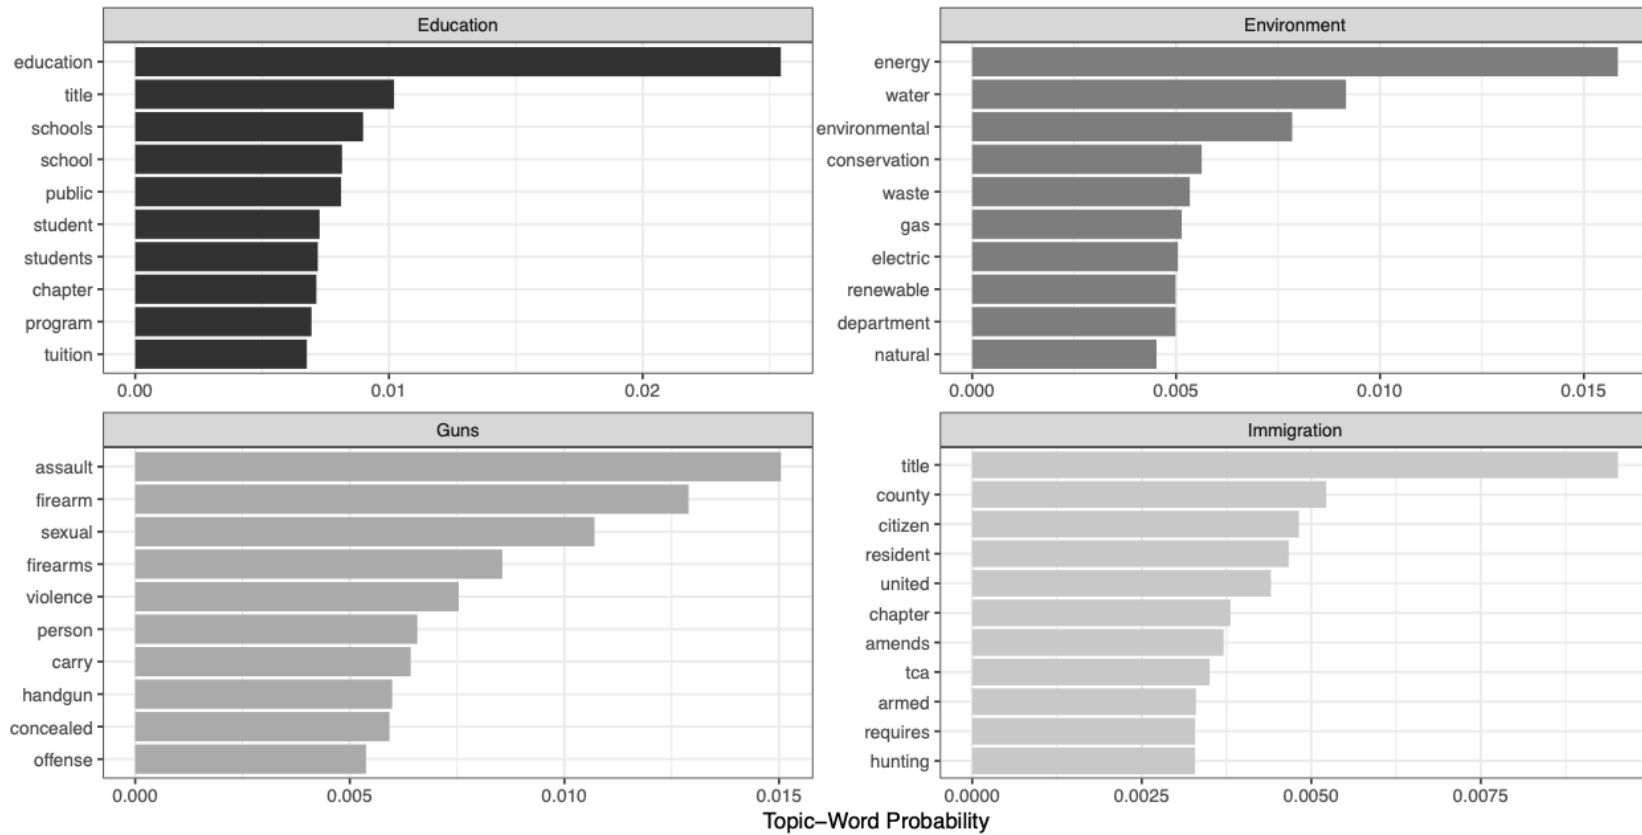 Education
education
title
schools
school
public
student
students
chapter
program
tuition
0.00 0.01 0.02
Environment
energy
water
environmental
conservation
waste
gas
electric
renewable
department
natural
0.000 0.005 0.010 0.015
Guns
assault
firearm
sexual
firearms
violence
person
carry
handgun
concealed
offense
0.000 0.005 0.010 0.015
Immigration
title
county
citizen
resident
united
chapter
amends
tca
armed
requires
hunting
0.0000 0.0025 0.0050 0.0075
Topic−Word Probability